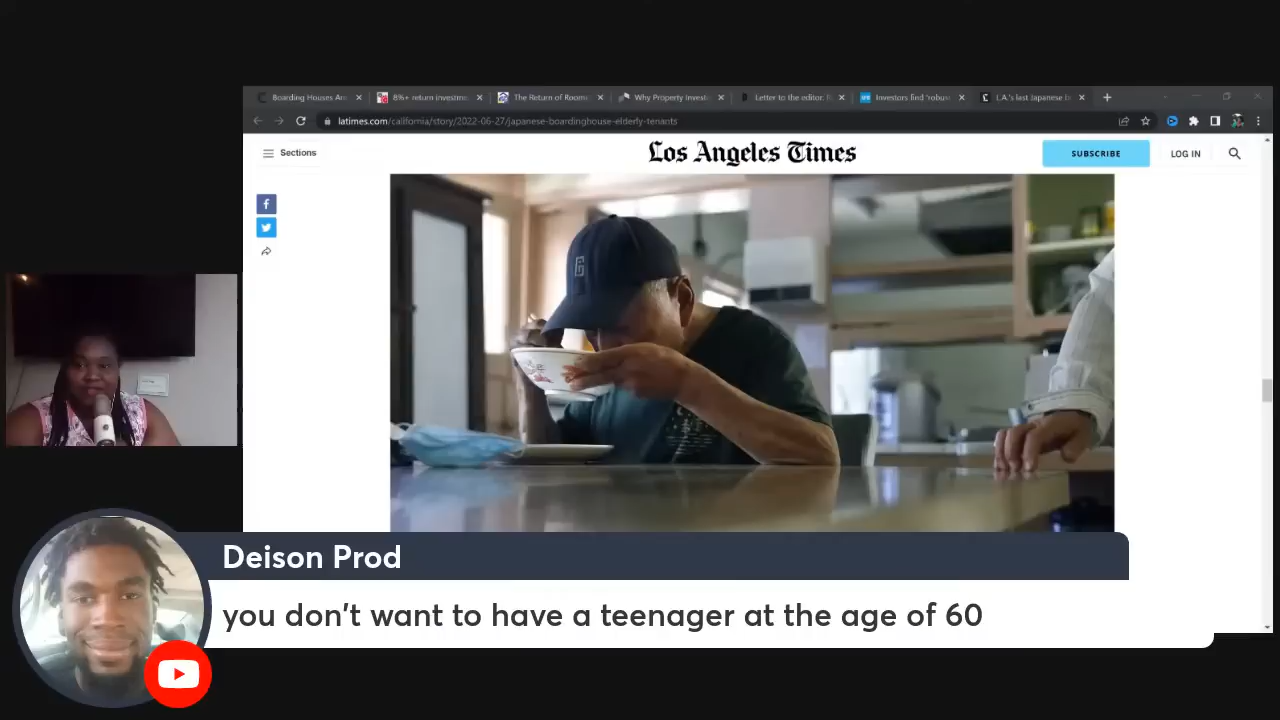 Boarding Houses An
8%+ return investme
The Return of Room
Why Property Invest
Letter to the editor: R
Investors find 'robus
L.A.'s last Japanese b
latimes.com/california/story/2022-06-27/japanese-boardinghouse-elderly-tenants
Sections
Los Angeles Times
SUBSCRIBE
LOG IN
Deison Prod
you don't want to have a teenager at the age of 60